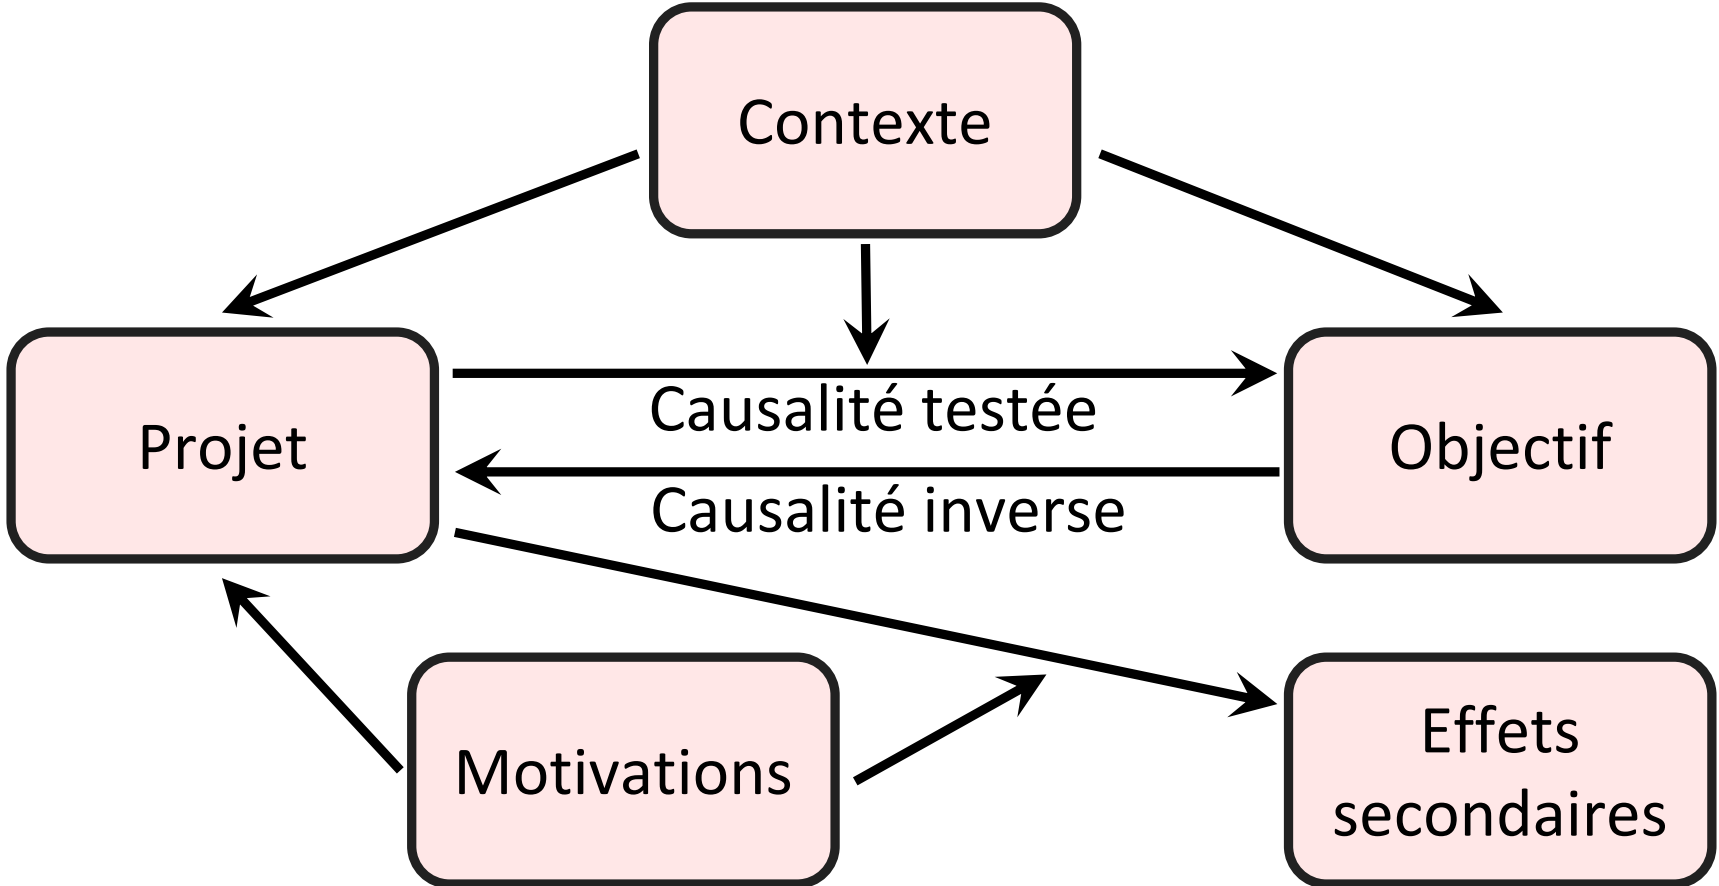 Contexte
Projet
Causalité testée
Objectif
Causalité inverse
Motivations
Effets
secondaires